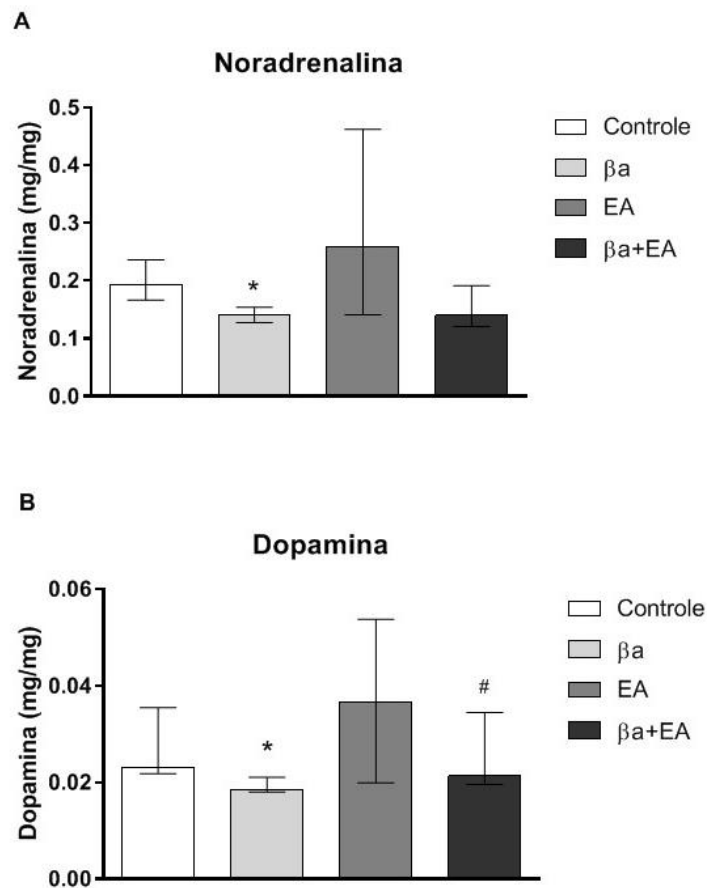 A
Noradrenalina
Noradrenalina (mg/mg)
0.5
0.4
0.3
0.2
0.1
0.0
*
Controle
βa
EA
βa+EA
B
Dopamina
Dopamina (mg/mg)
0.06
0.04
0.02
0.00
*
#
Controle
βa
EA
βa+EA